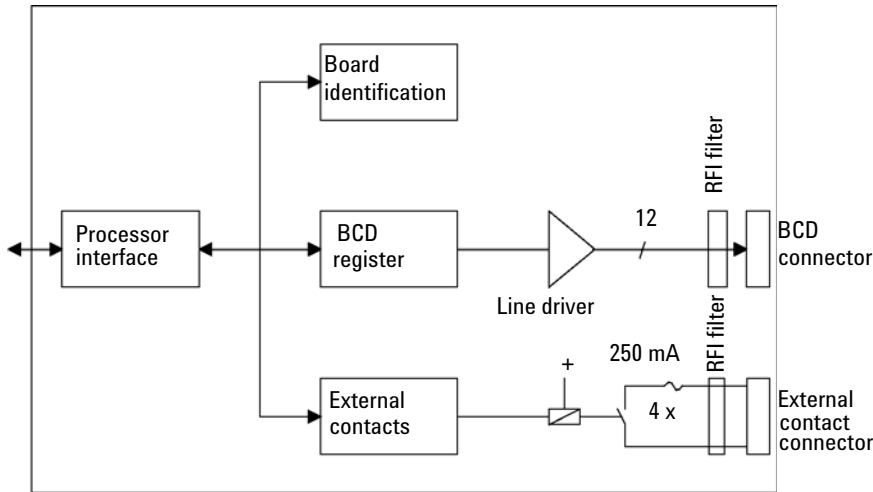 Board
identification
RFI filter
Processor
interface
BCD
register
12
BCD
connector
Line driver
RFI filter
250 mA
+
4 x
External
contacts
External
contact
connector